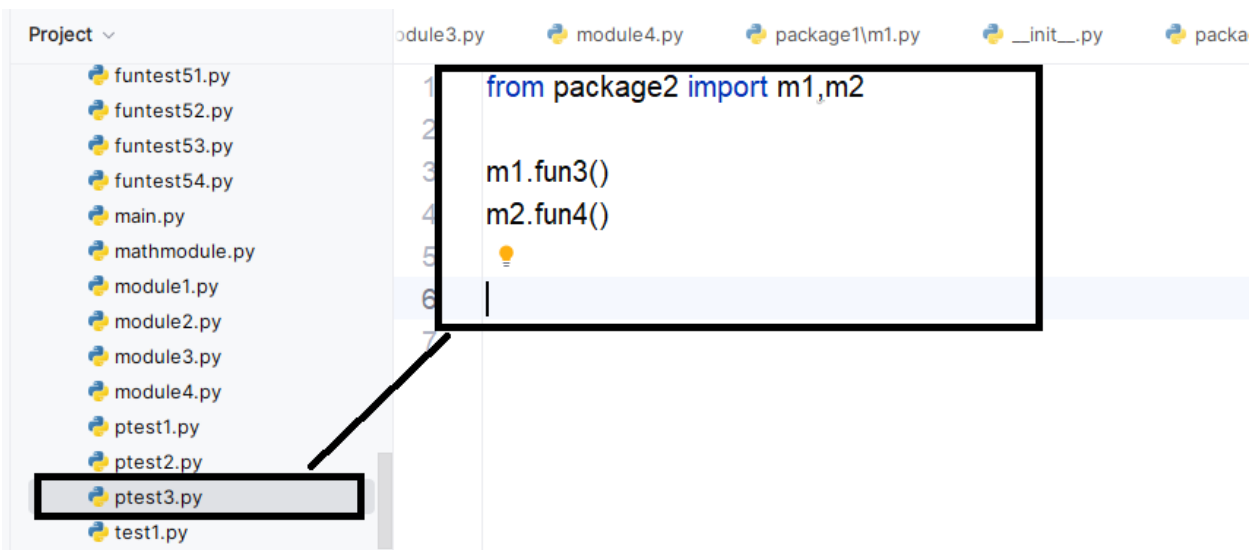 Project
funtest51.py
funtest52.py
funtest53.py
funtest54.py
main.py
mathmodule.py
module1.py
module2.py
module3.py
module4.py
ptest1.py
ptest2.py
ptest3.py
test1.py
odule3.py module4.py package1\m1.py __init__.py packa
1 from package2 import m1,m2
2
3 m1.fun3()
4 m2.fun4()
5
6
7